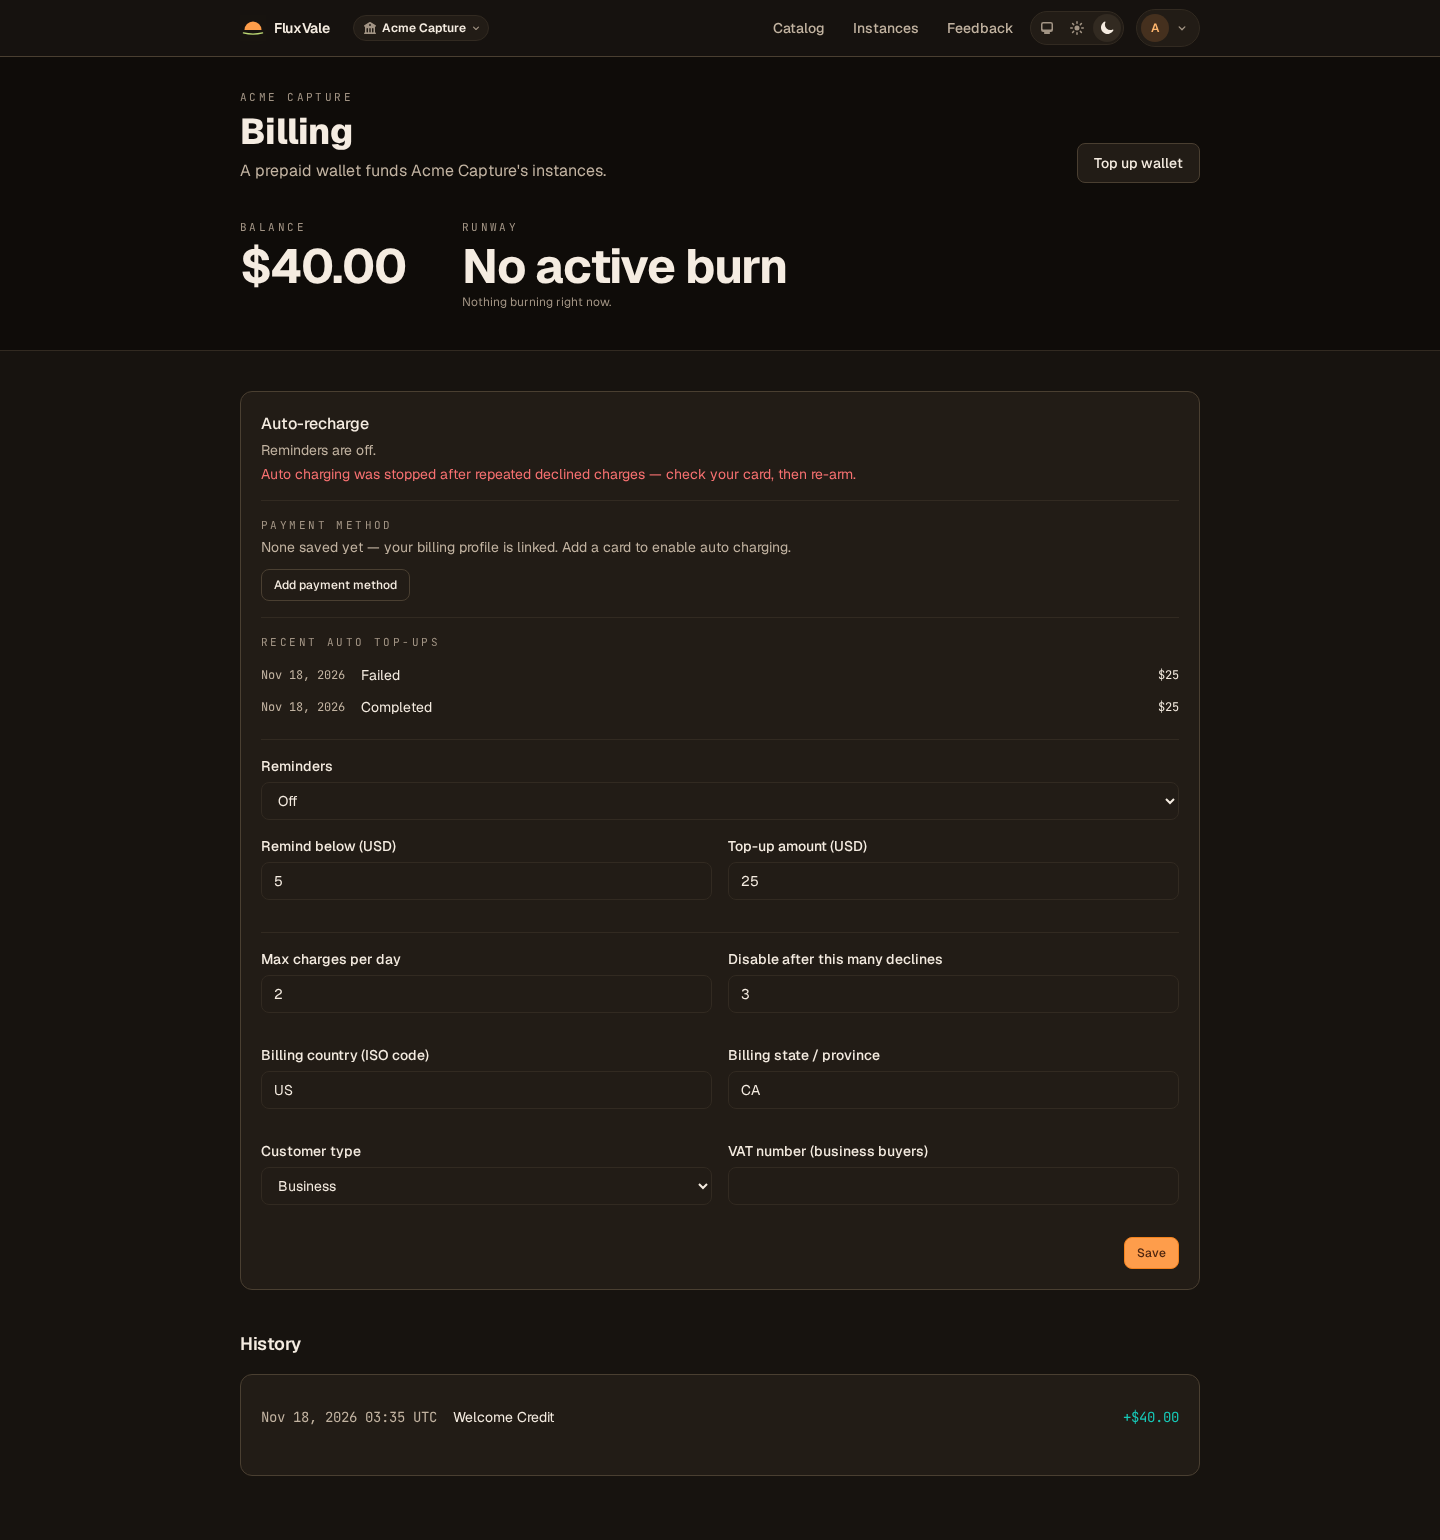 FluxVale
Acme Capture
Catalog
Instances
Feedback
A
ACME CAPTURE
Billing
A prepaid wallet funds Acme Capture's instances.
Top up wallet
BALANCE
$40.00
RUNWAY
No active burn
Nothing burning right now.
Auto-recharge
Reminders are off.
Auto charging was stopped after repeated declined charges — check your card, then re-arm.
PAYMENT METHOD
None saved yet — your billing profile is linked. Add a card to enable auto charging.
Add payment method
RECENT AUTO TOP-UPS
Nov 18, 2026 Failed $25
Nov 18, 2026 Completed $25
Reminders
Off
Remind below (USD)
5
Top-up amount (USD)
25
Max charges per day
2
Disable after this many declines
3
Billing country (ISO code)
US
Billing state / province
CA
Customer type
Business
VAT number (business buyers)
Save
History
Nov 18, 2026 03:35 UTC Welcome Credit +$40.00